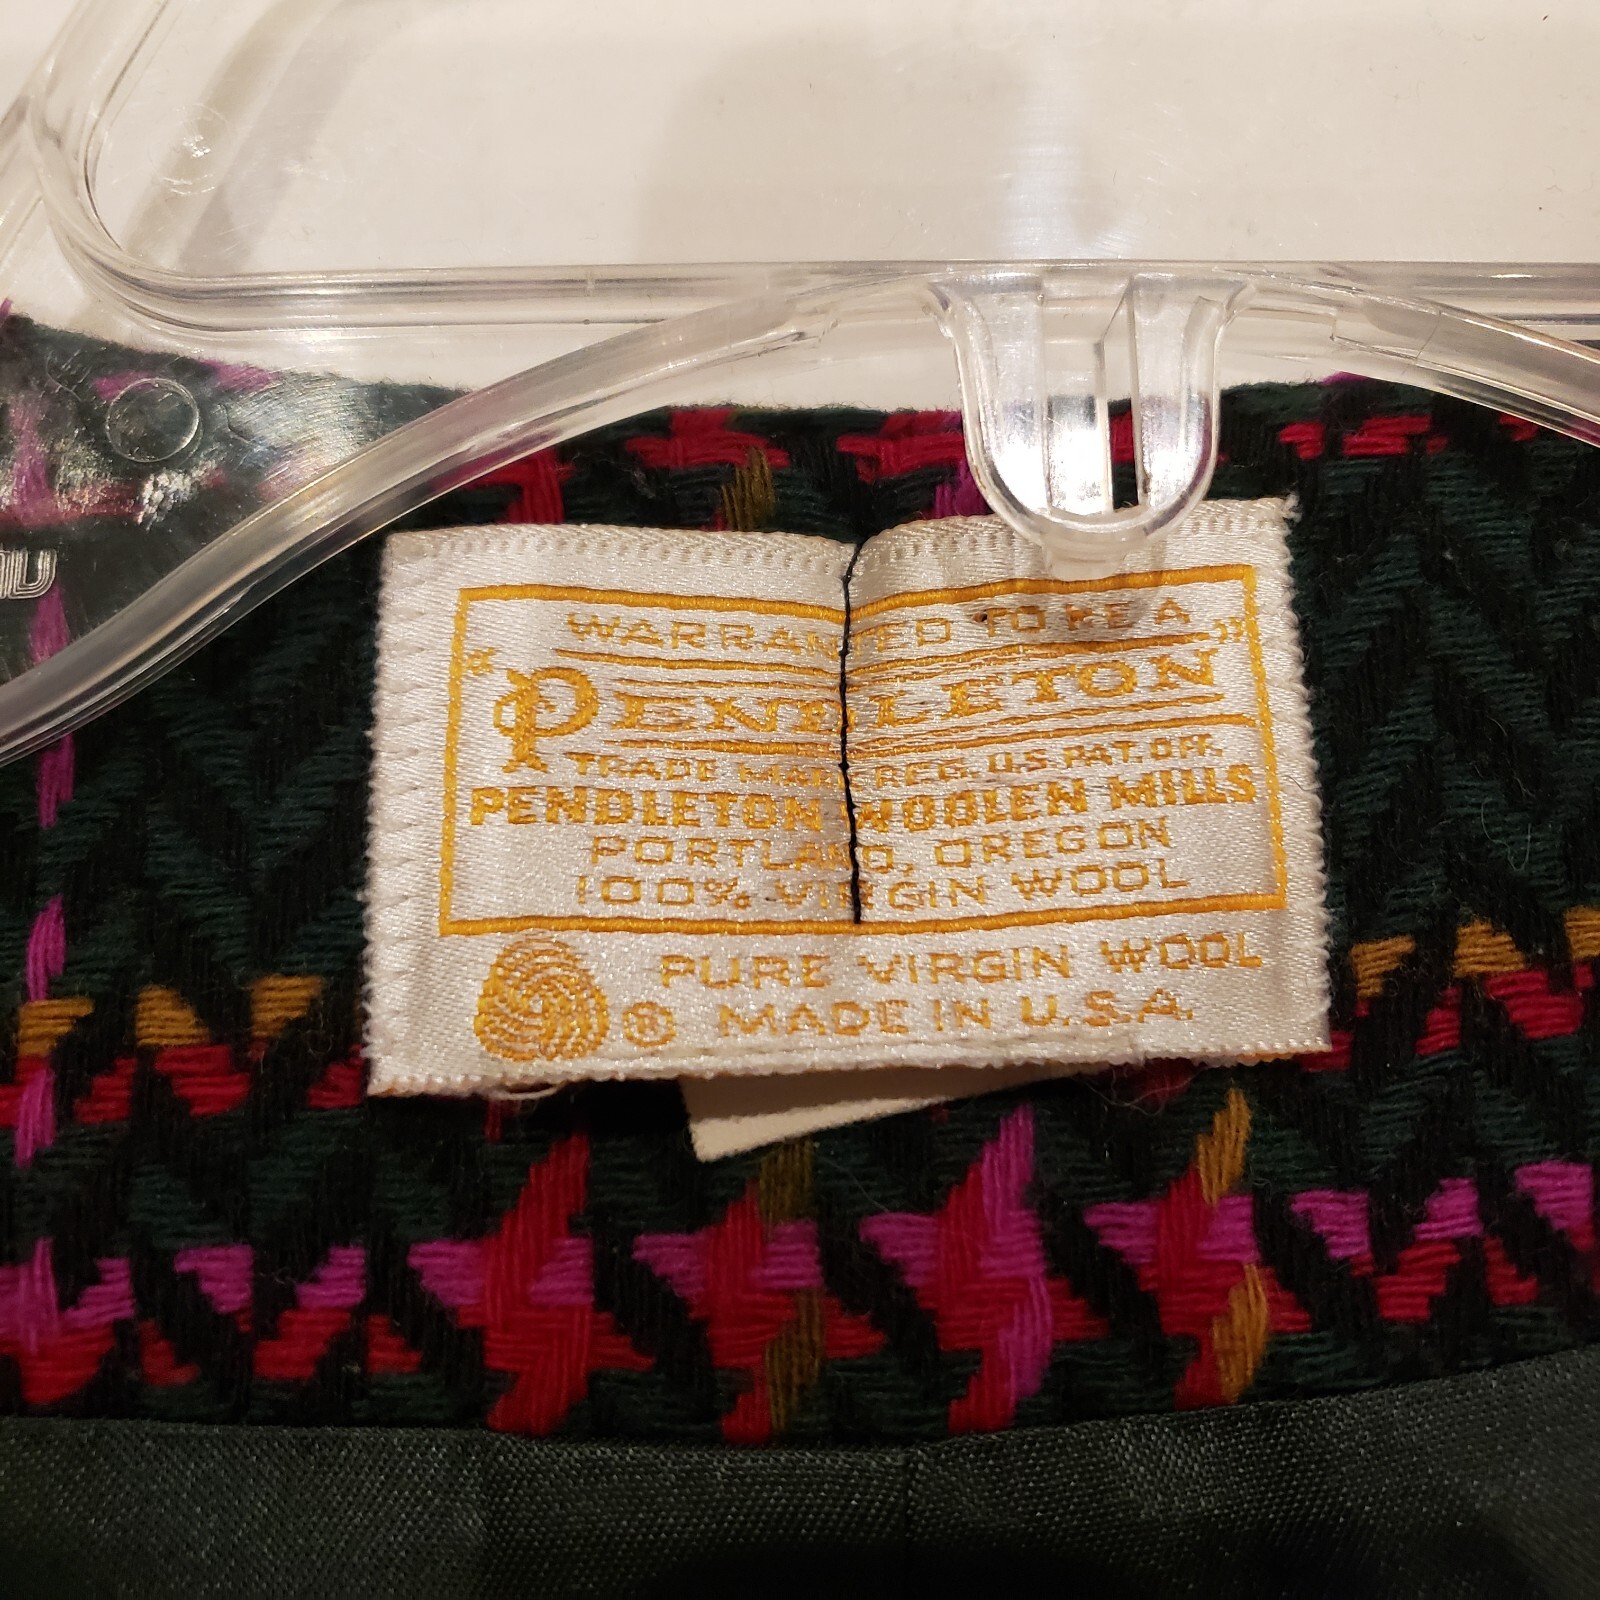 WARRANTED TO BE A
"PENDLETON"
TRADE MARK REG. U.S. PAT. OFF.
PENDLETON WOOLEN MILLS
PORTLAND, OREGON
100% VIRGIN WOOL
PURE VIRGIN WOOL
® MADE IN U.S.A.